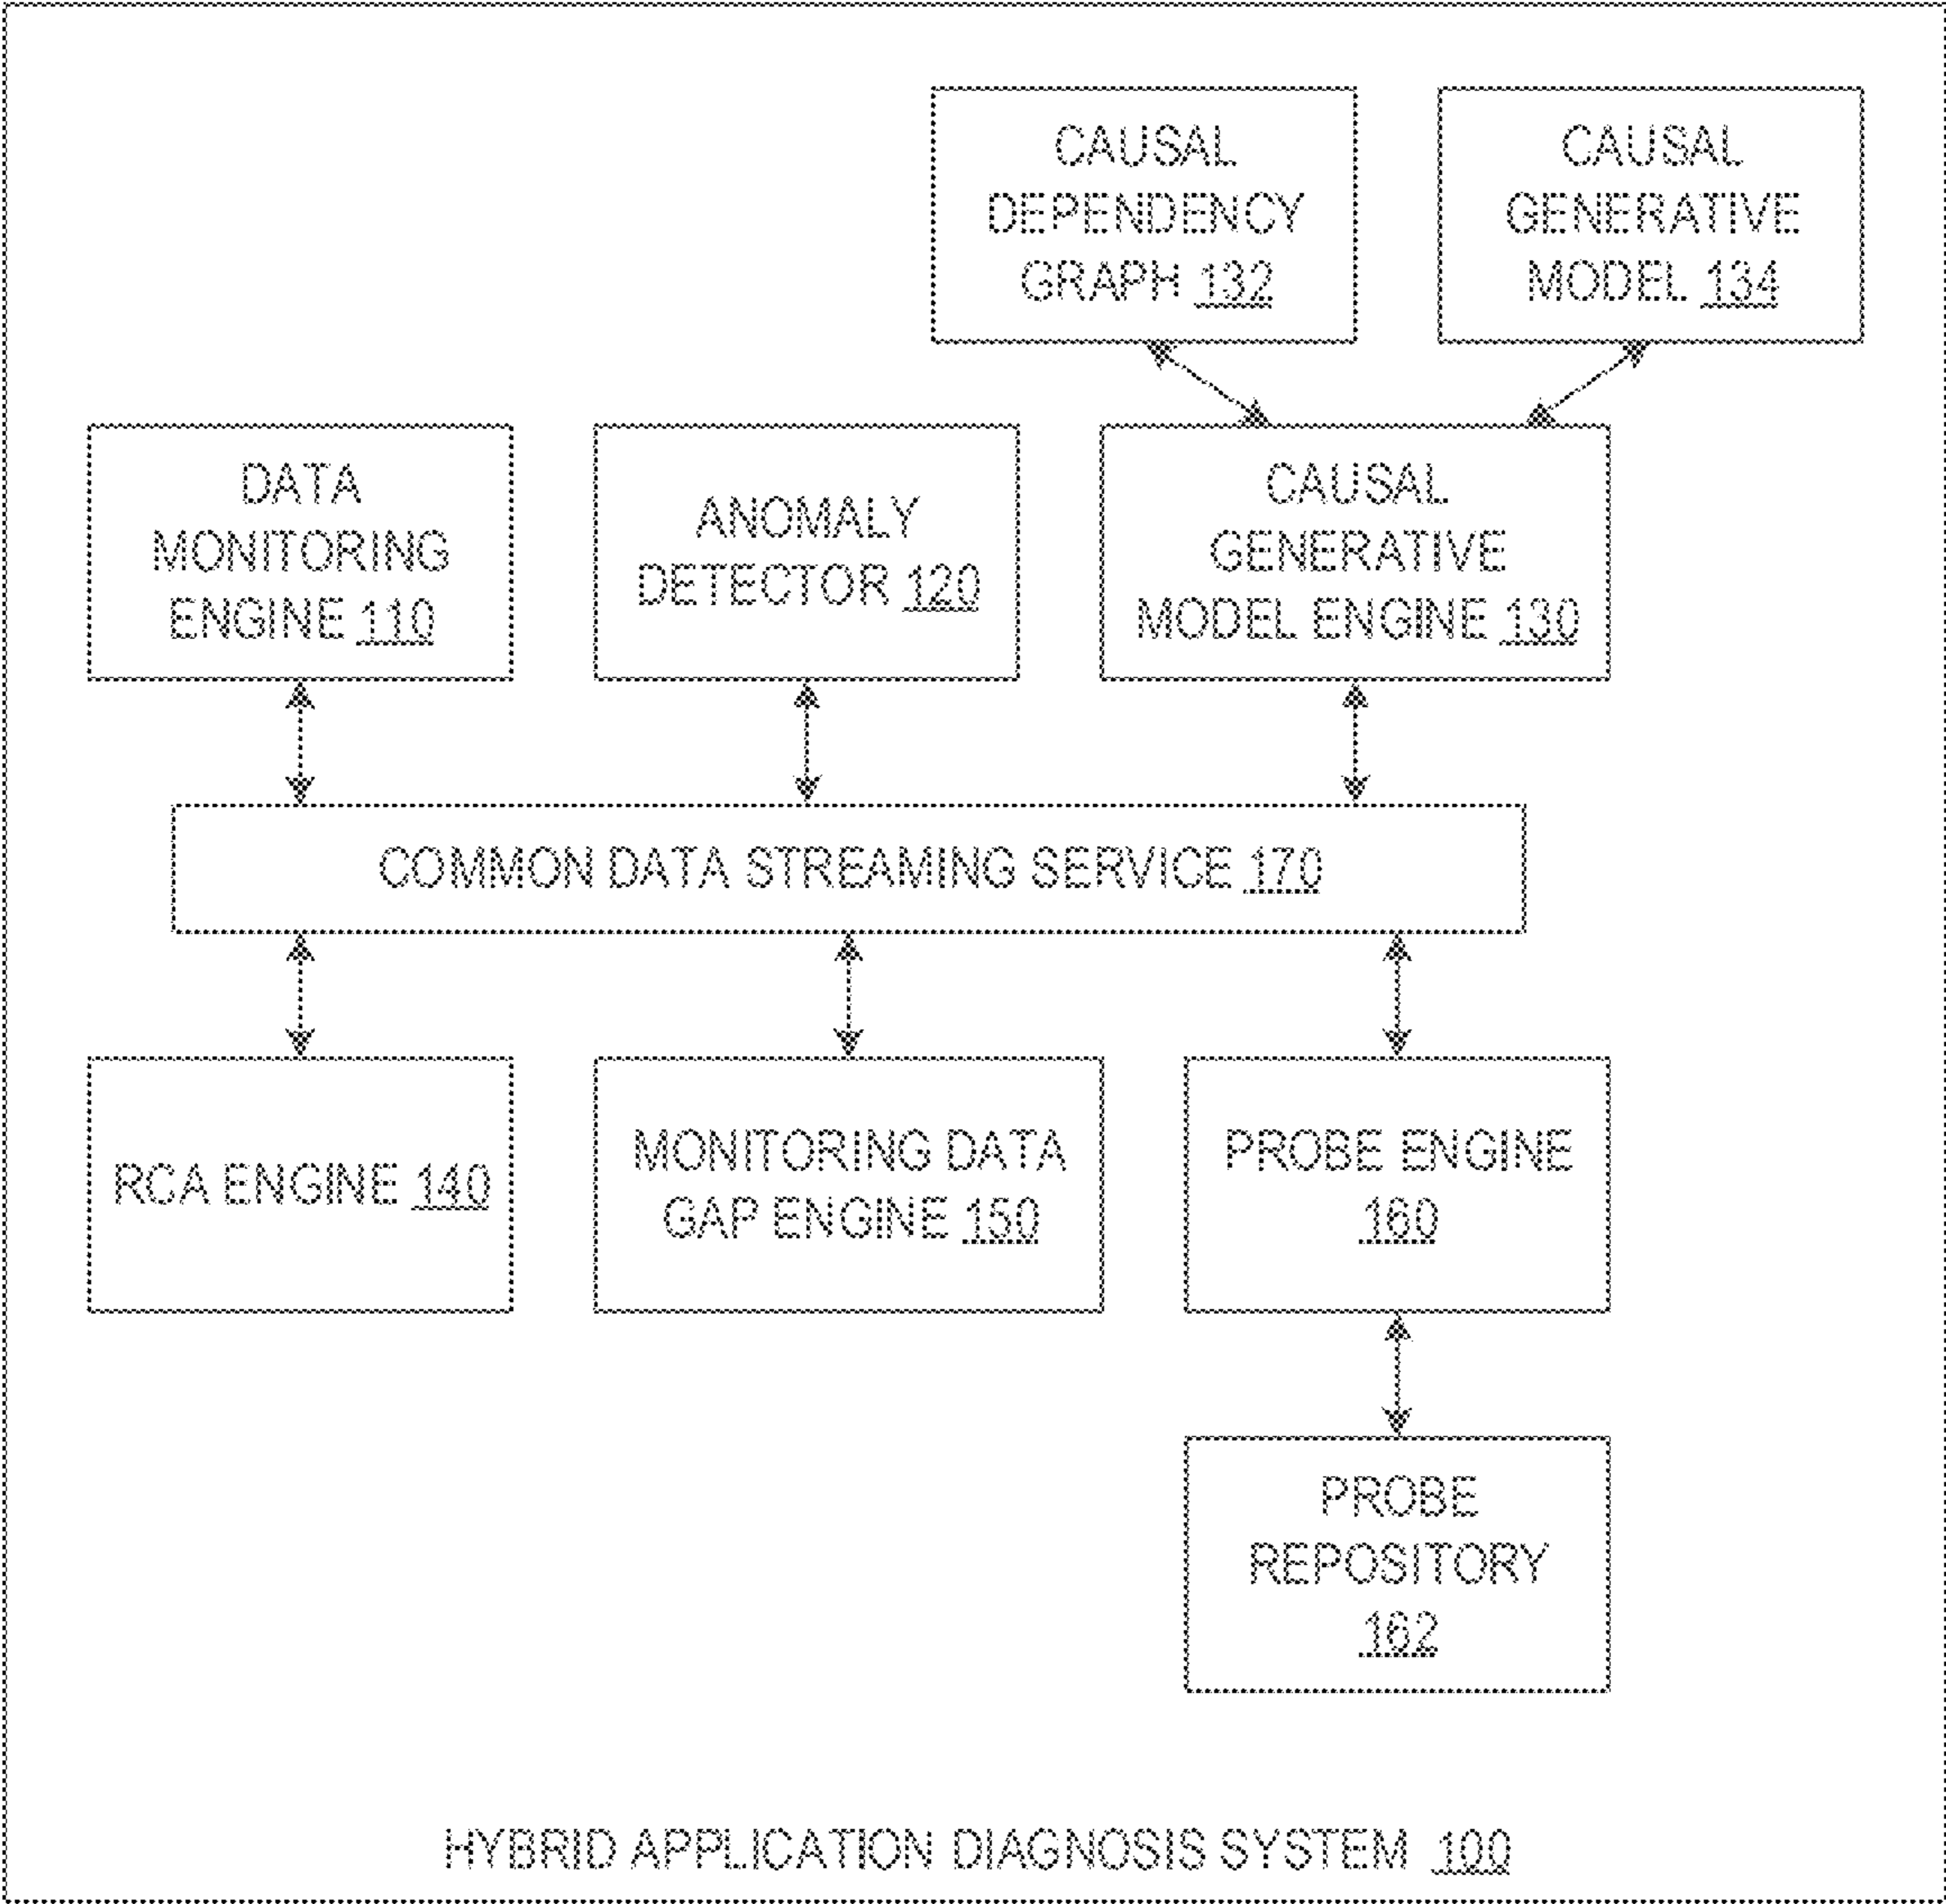 CAUSAL
DEPENDENCY
GRAPH 132
CAUSAL
GENERATIVE
MODEL 134
DATA
MONITORING
ENGINE 110
ANOMALY
DETECTOR 120
CAUSAL
GENERATIVE
MODEL ENGINE 130
COMMON DATA STREAMING SERVICE 170
RCA ENGINE 140
MONITORING DATA
GAP ENGINE 150
PROBE ENGINE
160
PROBE
REPOSITORY
162
HYBRID APPLICATION DIAGNOSIS SYSTEM 100